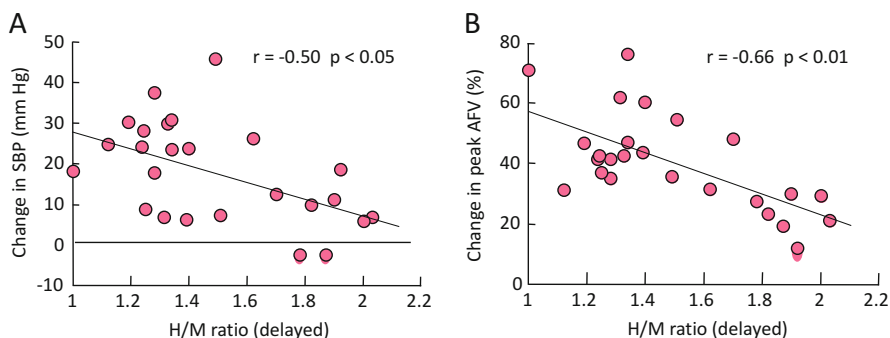 A
Change in SBP (mm Hg)
50
40
30
20
10
0
-10
r = -0.50 p < 0.05
1 1.2 1.4 1.6 1.8 2 2.2
H/M ratio (delayed)
B
Change in peak AFV (%)
80
60
40
20
0
r = -0.66 p < 0.01
1 1.2 1.4 1.6 1.8 2 2.2
H/M ratio (delayed)